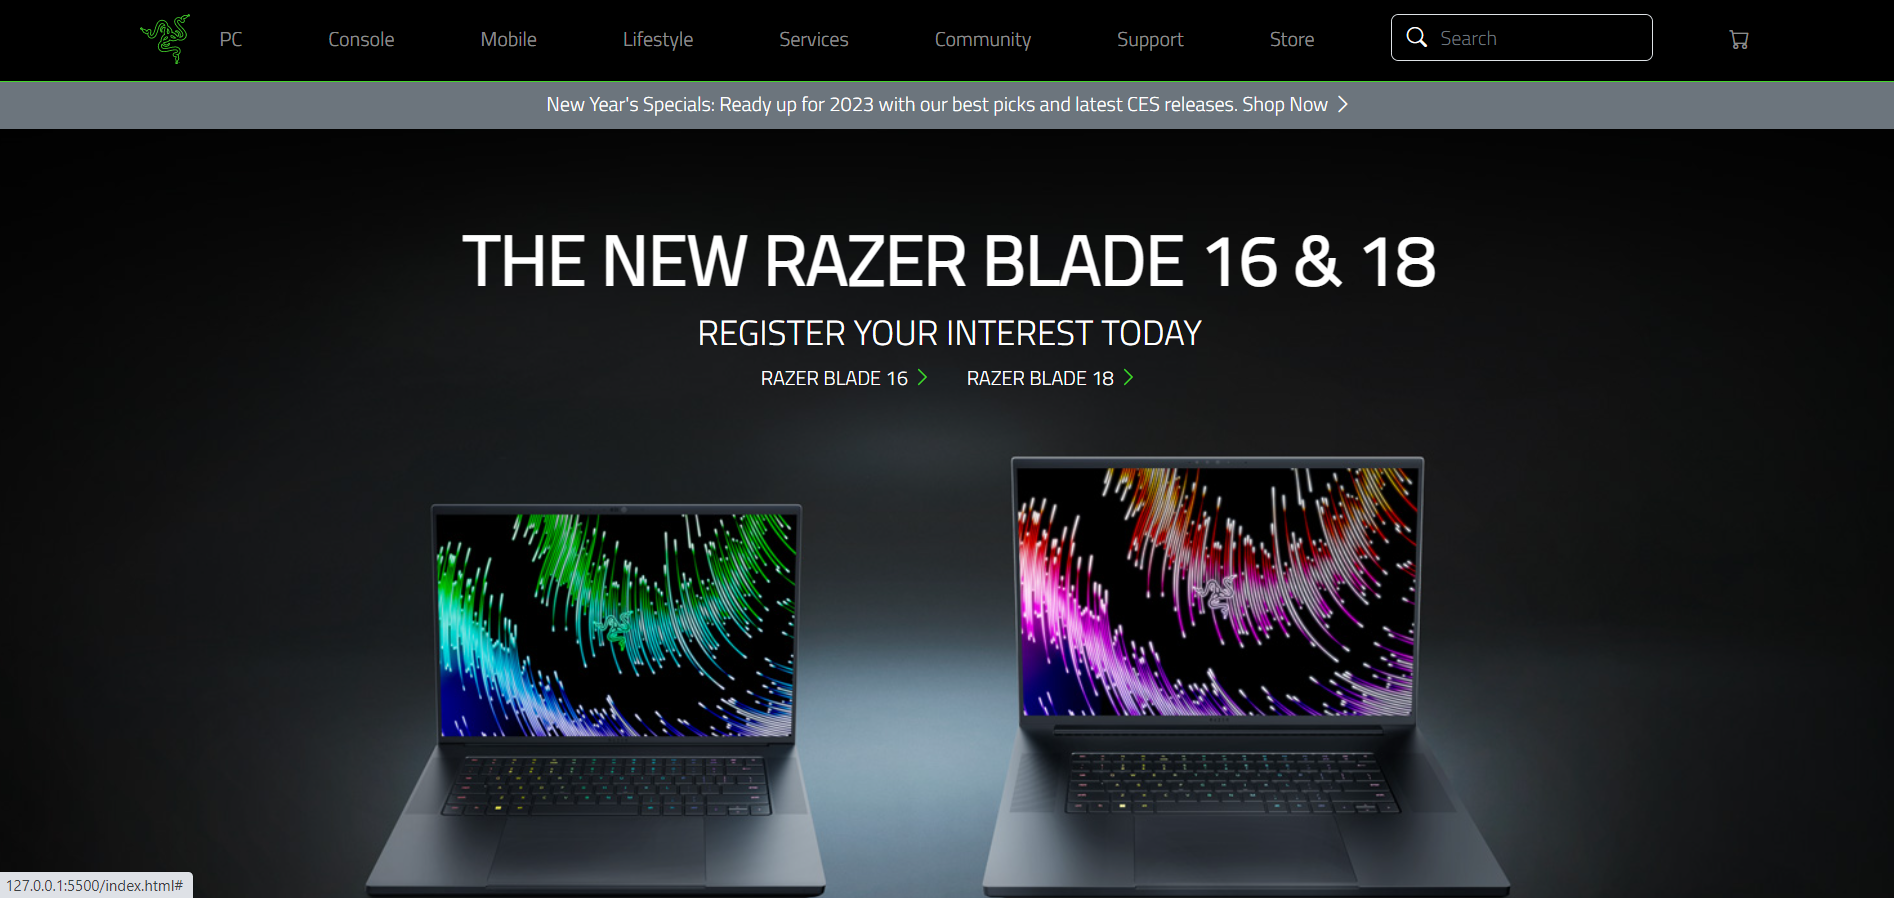 PC Console Mobile Lifestyle Services Community Support Store Search
New Year's Specials: Ready up for 2023 with our best picks and latest CES releases. Shop Now
THE NEW RAZER BLADE 16 & 18
REGISTER YOUR INTEREST TODAY
RAZER BLADE 16 RAZER BLADE 18
127.0.0.1:5500/index.html#